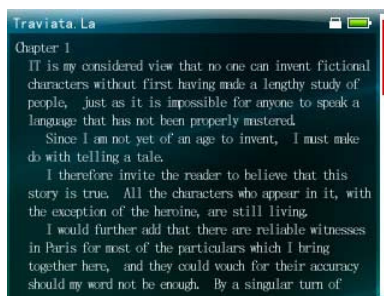 Traviata.La
Chapter 1
IT is my considered view that no one can invent fictional
characters without first having made a lengthy study of
people, just as it is impossible for anyone to speak a
language that has not been properly mastered.
Since I am not yet of an age to invent, I must make
do with telling a tale.
I therefore invite the reader to believe that this
story is true. All the characters who appear in it, with
the exception of the heroine, are still living.
I would further add that there are reliable witnesses
in Paris for most of the particulars which I bring
together here, and they could vouch for their accuracy
should my word not be enough. By a singular turn of